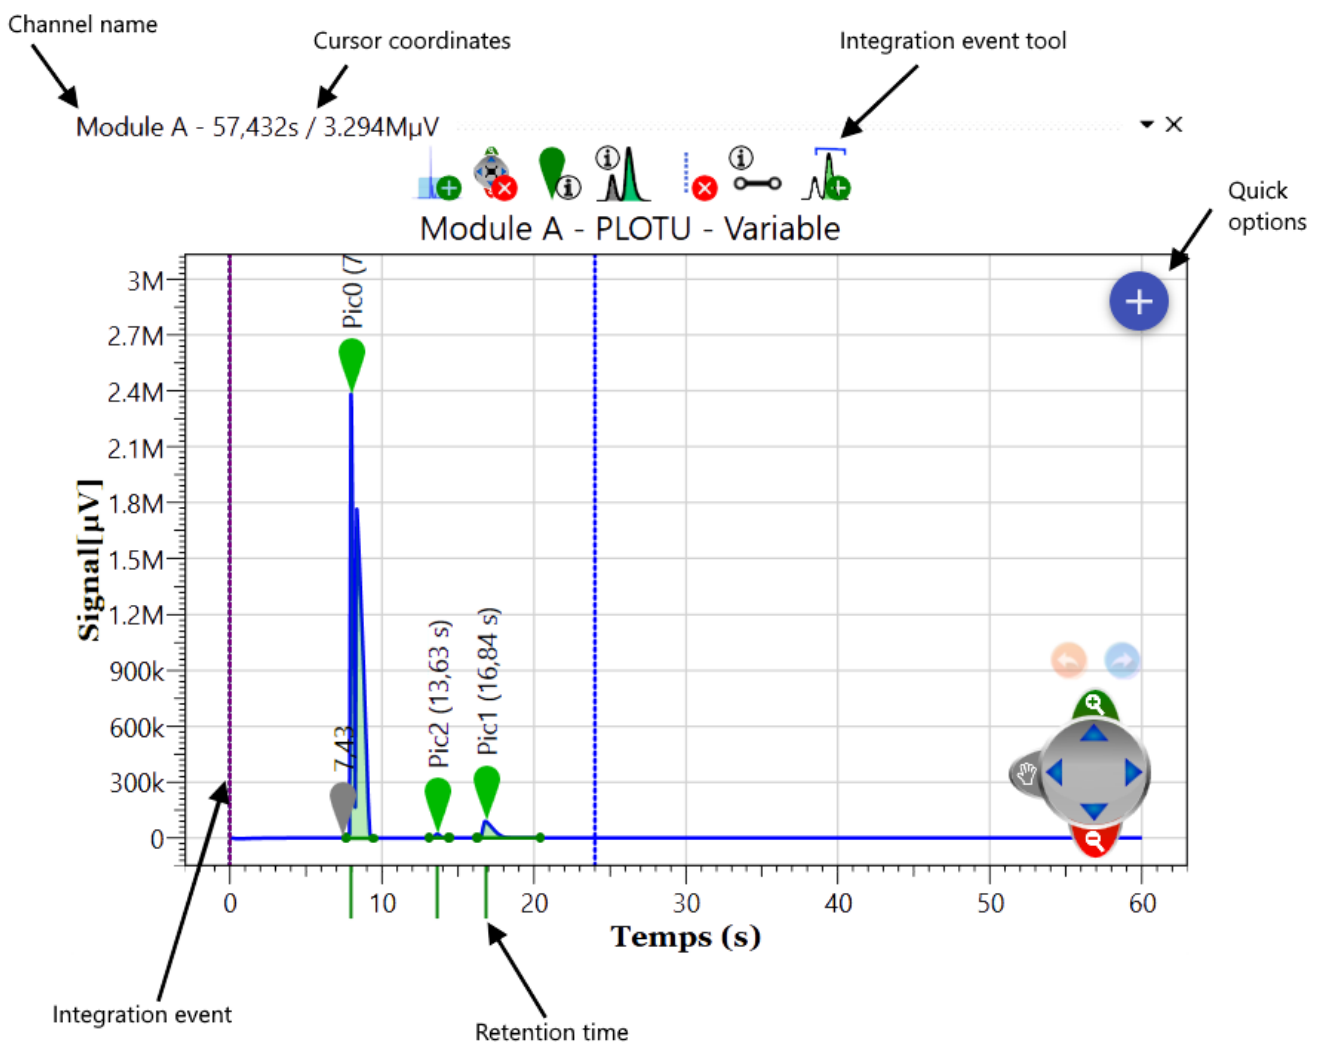 Channel name
Cursor coordinates
Integration event tool
Module A - 57,432s / 3.294MµV
Quick
options
Module A - PLOTU - Variable
Pic0 (7
3M
2.7M
2.4M
2.1M
1.8M
1.5M
1.2M
900k
600k
300k
0
Signal[µV]
7,43
Pic2 (13,63 s)
Pic1 (16,84 s)
0
10
20
30
40
50
60
Temps (s)
Integration event
Retention time